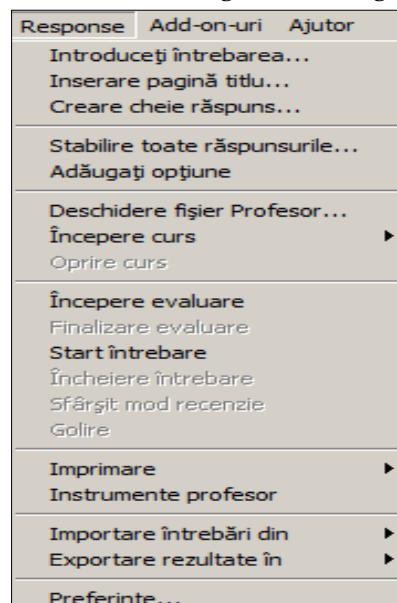 Response Add-on-uri Ajutor
Introduceţi întrebarea...
Inserare pagină titlu...
Creare cheie răspuns...
Stabilire toate răspunsurile...
Adăugaţi opţiune
Deschidere fişier Profesor...
Începere curs
Oprire curs
Începere evaluare
Finalizare evaluare
Start întrebare
Încheiere întrebare
Sfârşit mod recenzie
Golire
Imprimare
Instrumente profesor
Importare întrebări din
Exportare rezultate în
Preferinţe...